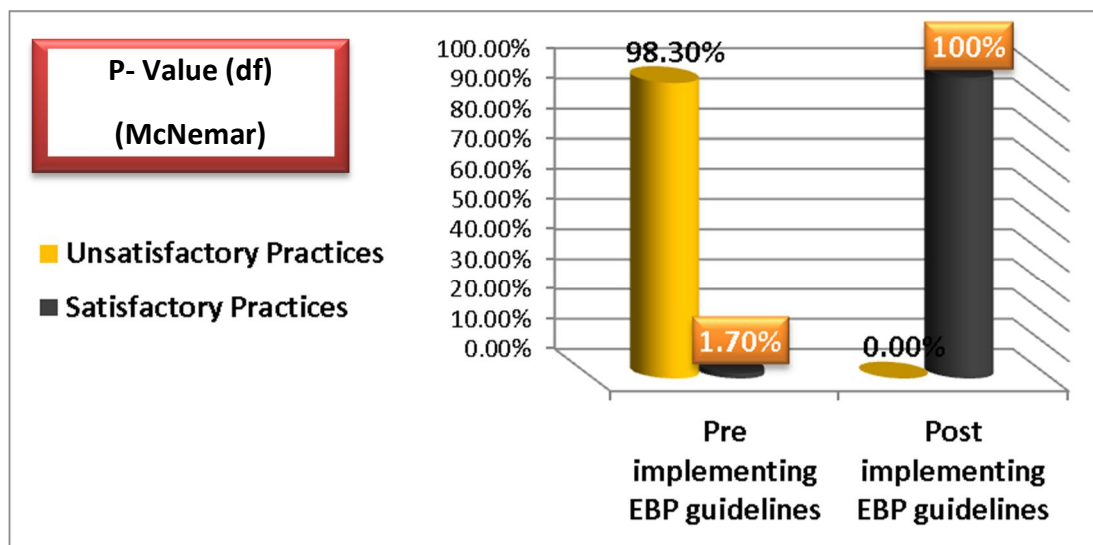 P- Value (df)
(McNemar)
Unsatisfactory Practices
Satisfactory Practices
100.00%
90.00%
80.00%
70.00%
60.00%
50.00%
40.00%
30.00%
20.00%
10.00%
0.00%
98.30%
1.70%
0.00%
100%
Pre
implementing
EBP guidelines
Post
implementing
EBP guidelines